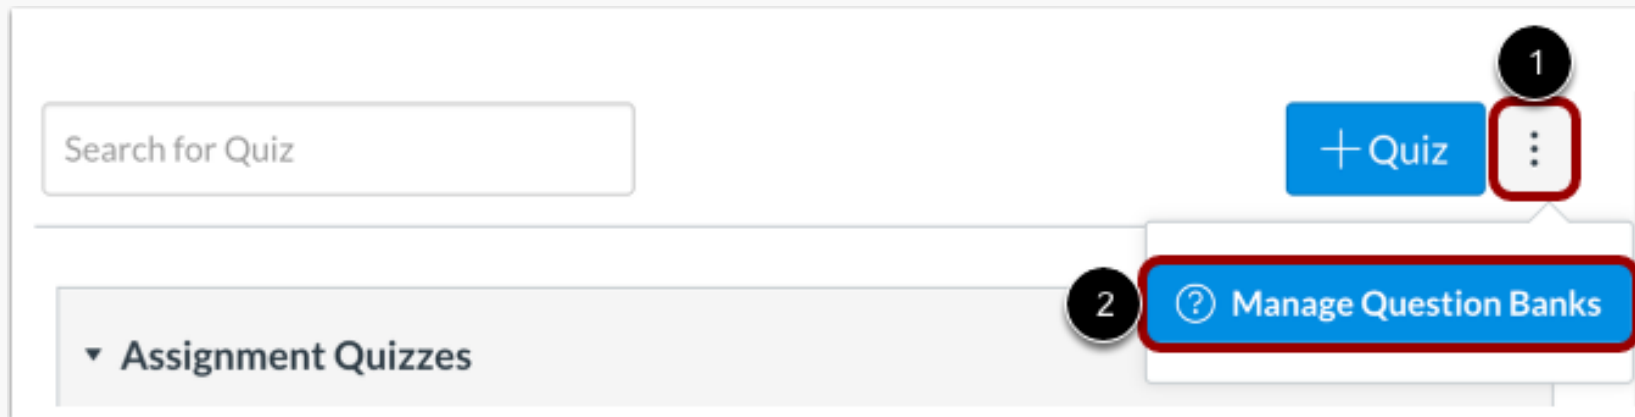 1
Search for Quiz
+ Quiz
2
? Manage Question Banks
Assignment Quizzes